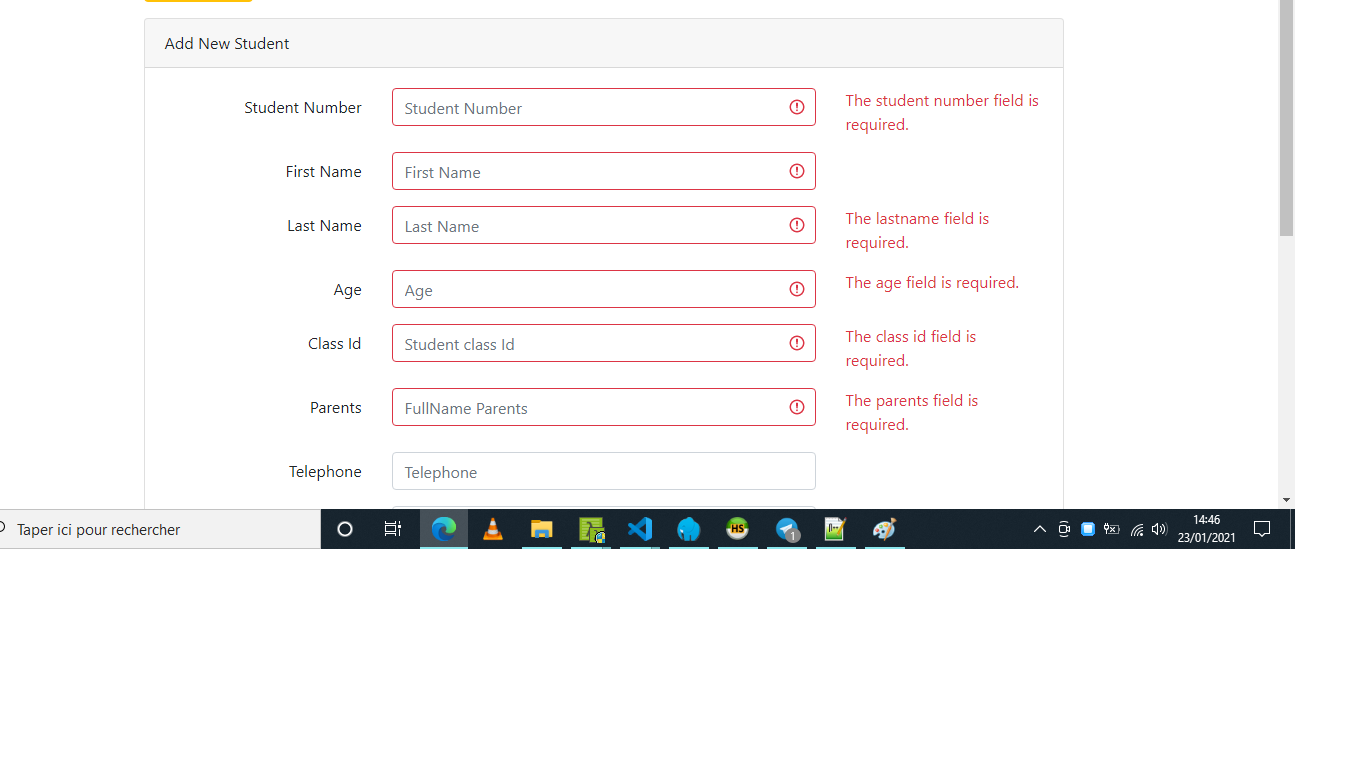 Add New Student
Student Number
Student Number
The student number field is
required.
First Name
First Name
Last Name
Last Name
The lastname field is
required.
Age
Age
The age field is required.
Class Id
Student class Id
The class id field is
required.
Parents
FullName Parents
The parents field is
required.
Telephone
Telephone
Taper ici pour rechercher
HS
1
14:46
23/01/2021